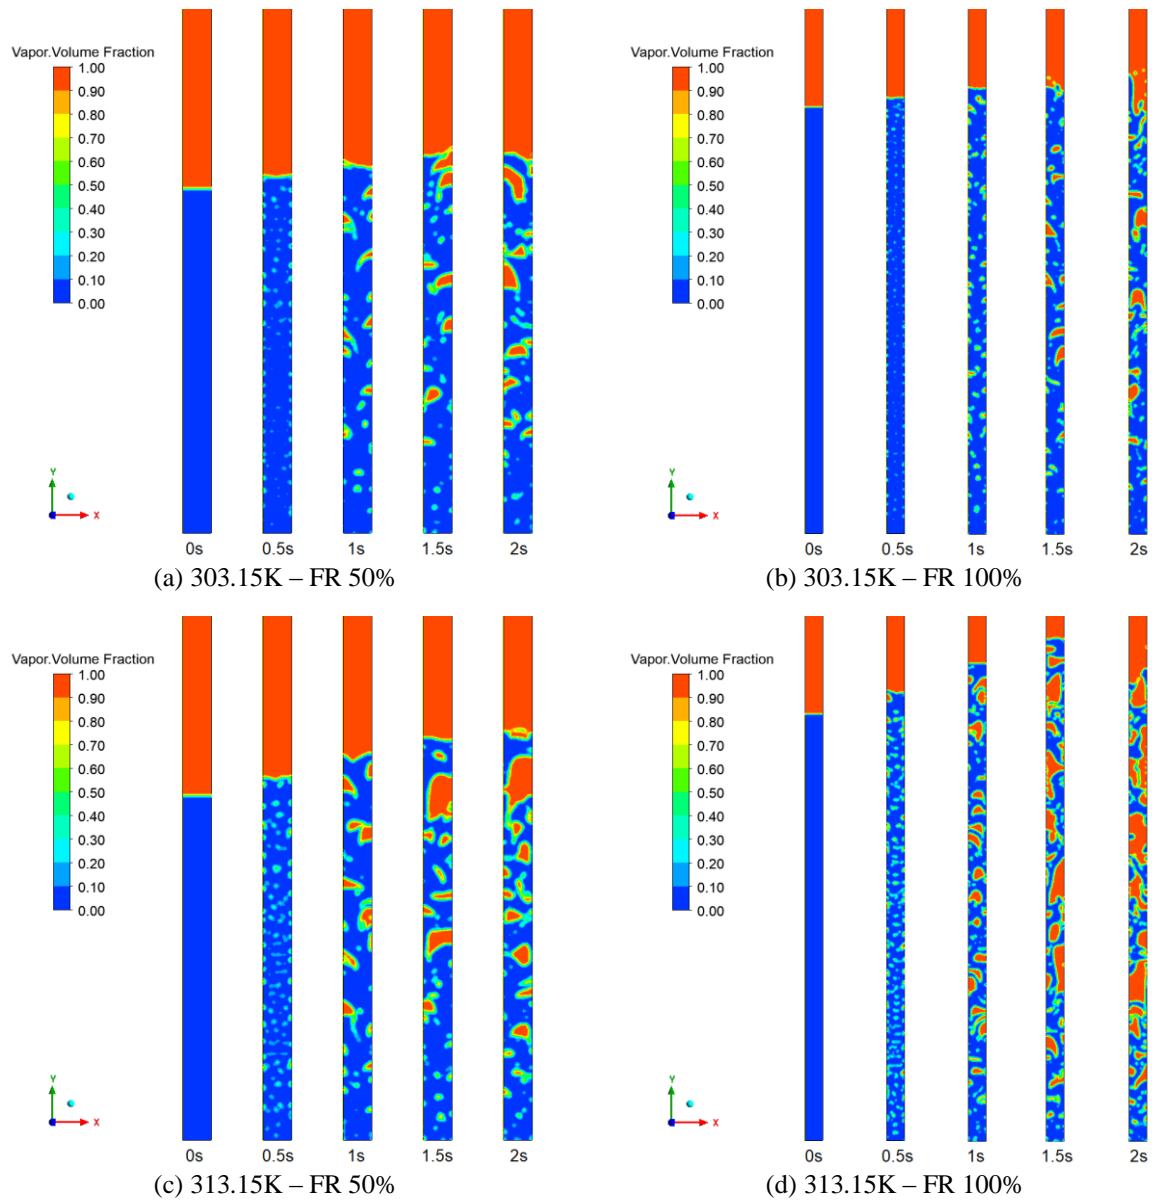 Vapor.Volume Fraction
1.00
0.90
0.80
0.70
0.60
0.50
0.40
0.30
0.20
0.10
0.00
Y
X
0s 0.5s 1s 1.5s 2s
(a) 303.15K – FR 50%
Vapor.Volume Fraction
1.00
0.90
0.80
0.70
0.60
0.50
0.40
0.30
0.20
0.10
0.00
Y
X
0s 0.5s 1s 1.5s 2s
(b) 303.15K – FR 100%
Vapor.Volume Fraction
1.00
0.90
0.80
0.70
0.60
0.50
0.40
0.30
0.20
0.10
0.00
Y
X
0s 0.5s 1s 1.5s 2s
(c) 313.15K – FR 50%
Vapor.Volume Fraction
1.00
0.90
0.80
0.70
0.60
0.50
0.40
0.30
0.20
0.10
0.00
Y
X
0s 0.5s 1s 1.5s 2s
(d) 313.15K – FR 100%